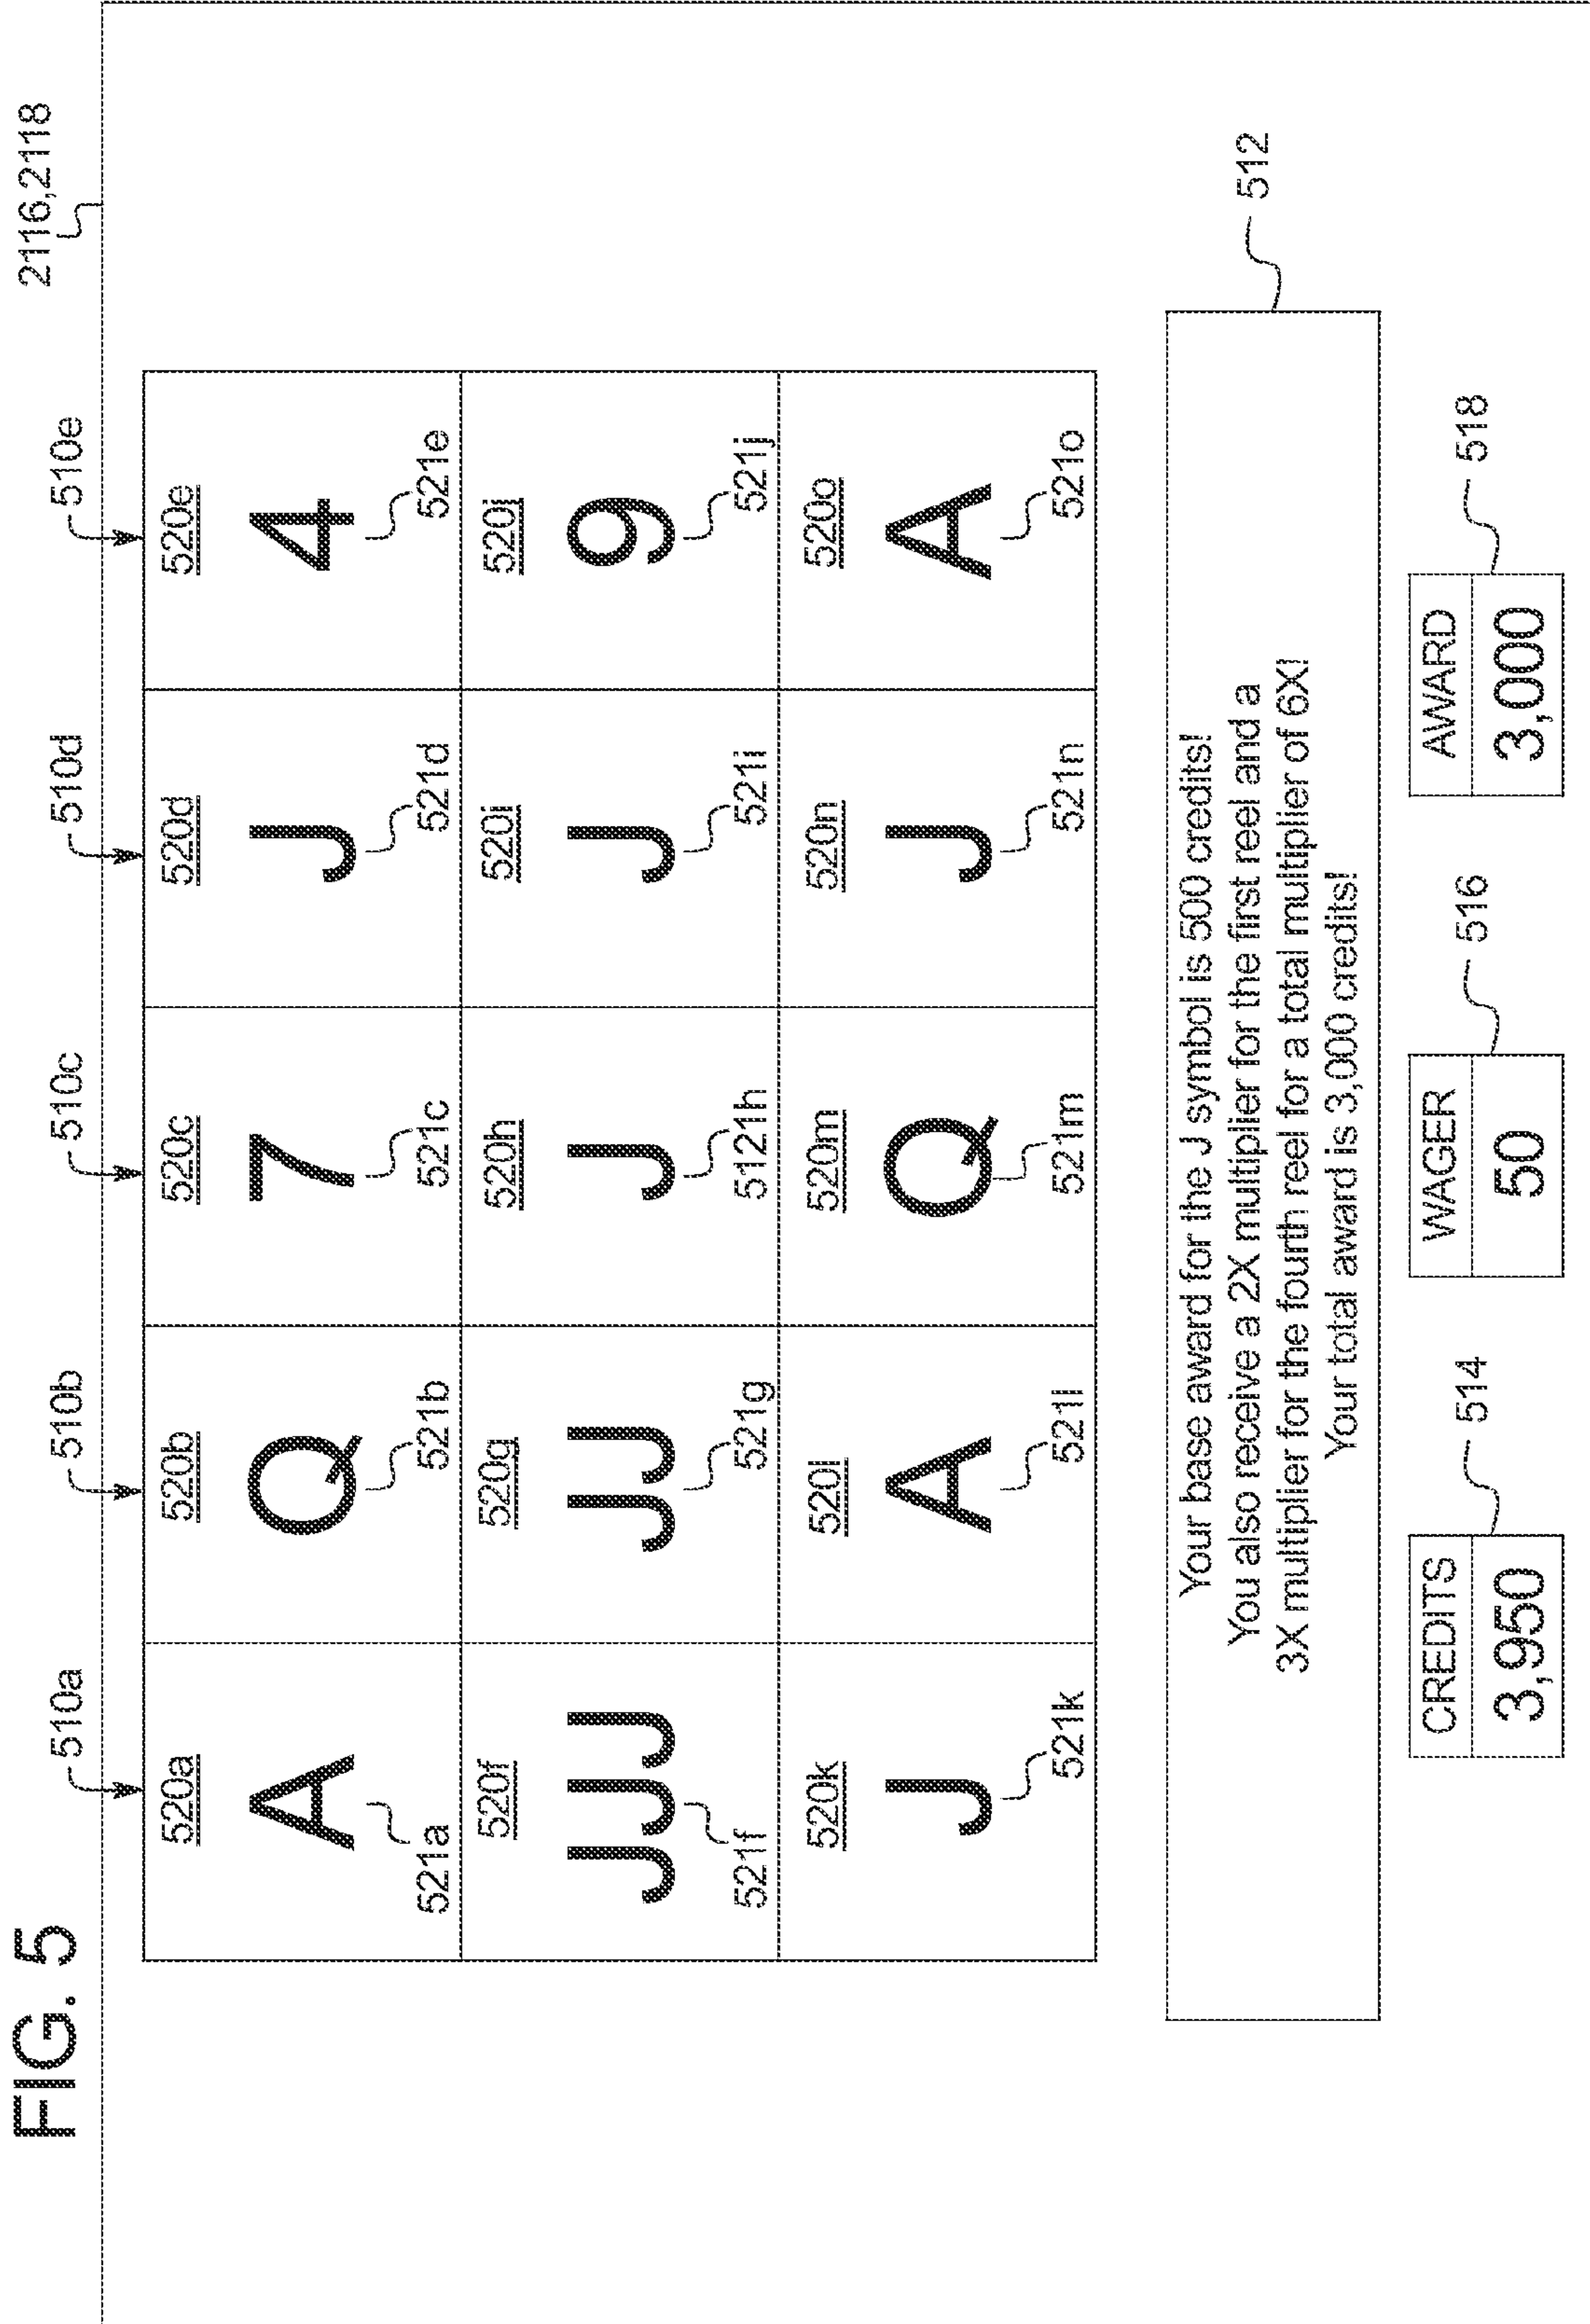 FIG. 5
2116,2118
510a 510b 510c 510d 510e
520a 520b 520c 520d 520e
A Q 7 J 4
521a 521b 521c 521d 521e
520f 520g 520h 520i 520j
JJJ JJ J J 9
521f 521g 5121h 521i 521j
520k 520l 520m 520n 520o
J A Q J A
521k 521l 521m 521n 521o
Your base award for the J symbol is 500 credits!
You also receive a 2X multiplier for the first reel and a
3X multiplier for the fourth reel for a total multiplier of 6X!
Your total award is 3,000 credits!
512
CREDITS 514 WAGER 516 AWARD 518
3,950 50 3,000